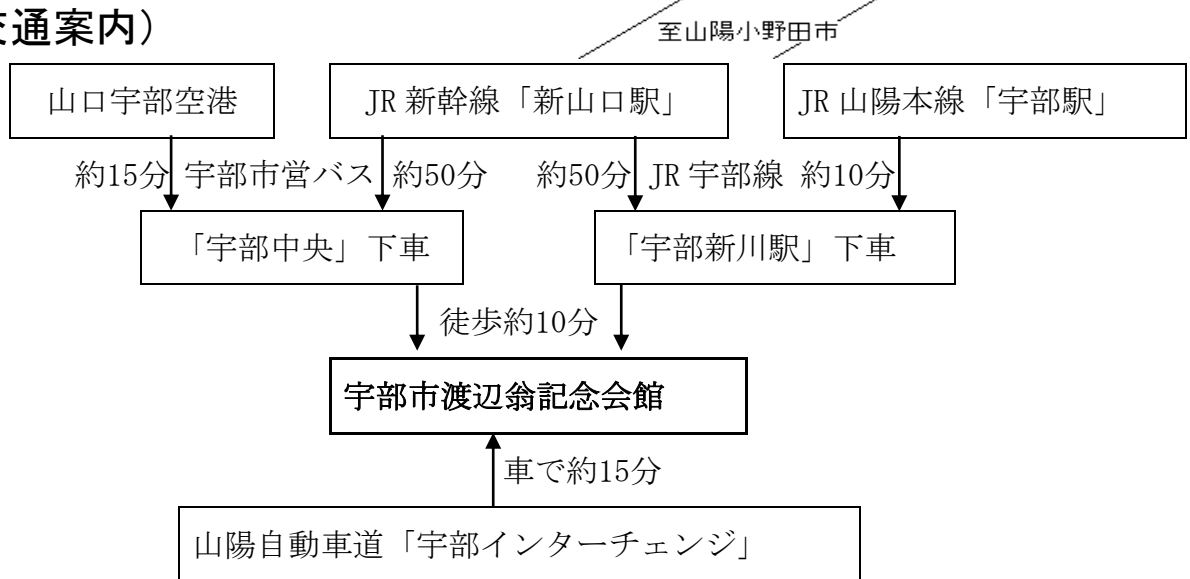 交通案内）
至山陽小野田市
山口宇部空港
JR 新幹線「新山口駅」
JR 山陽本線「宇部駅」
約15分 宇部市営バス 約50分 約50分 JR 宇部線 約10分
「宇部中央」下車
「宇部新川駅」下車
徒歩約10分
宇部市渡辺翁記念会館
車で約15分
山陽自動車道「宇部インターチェンジ」